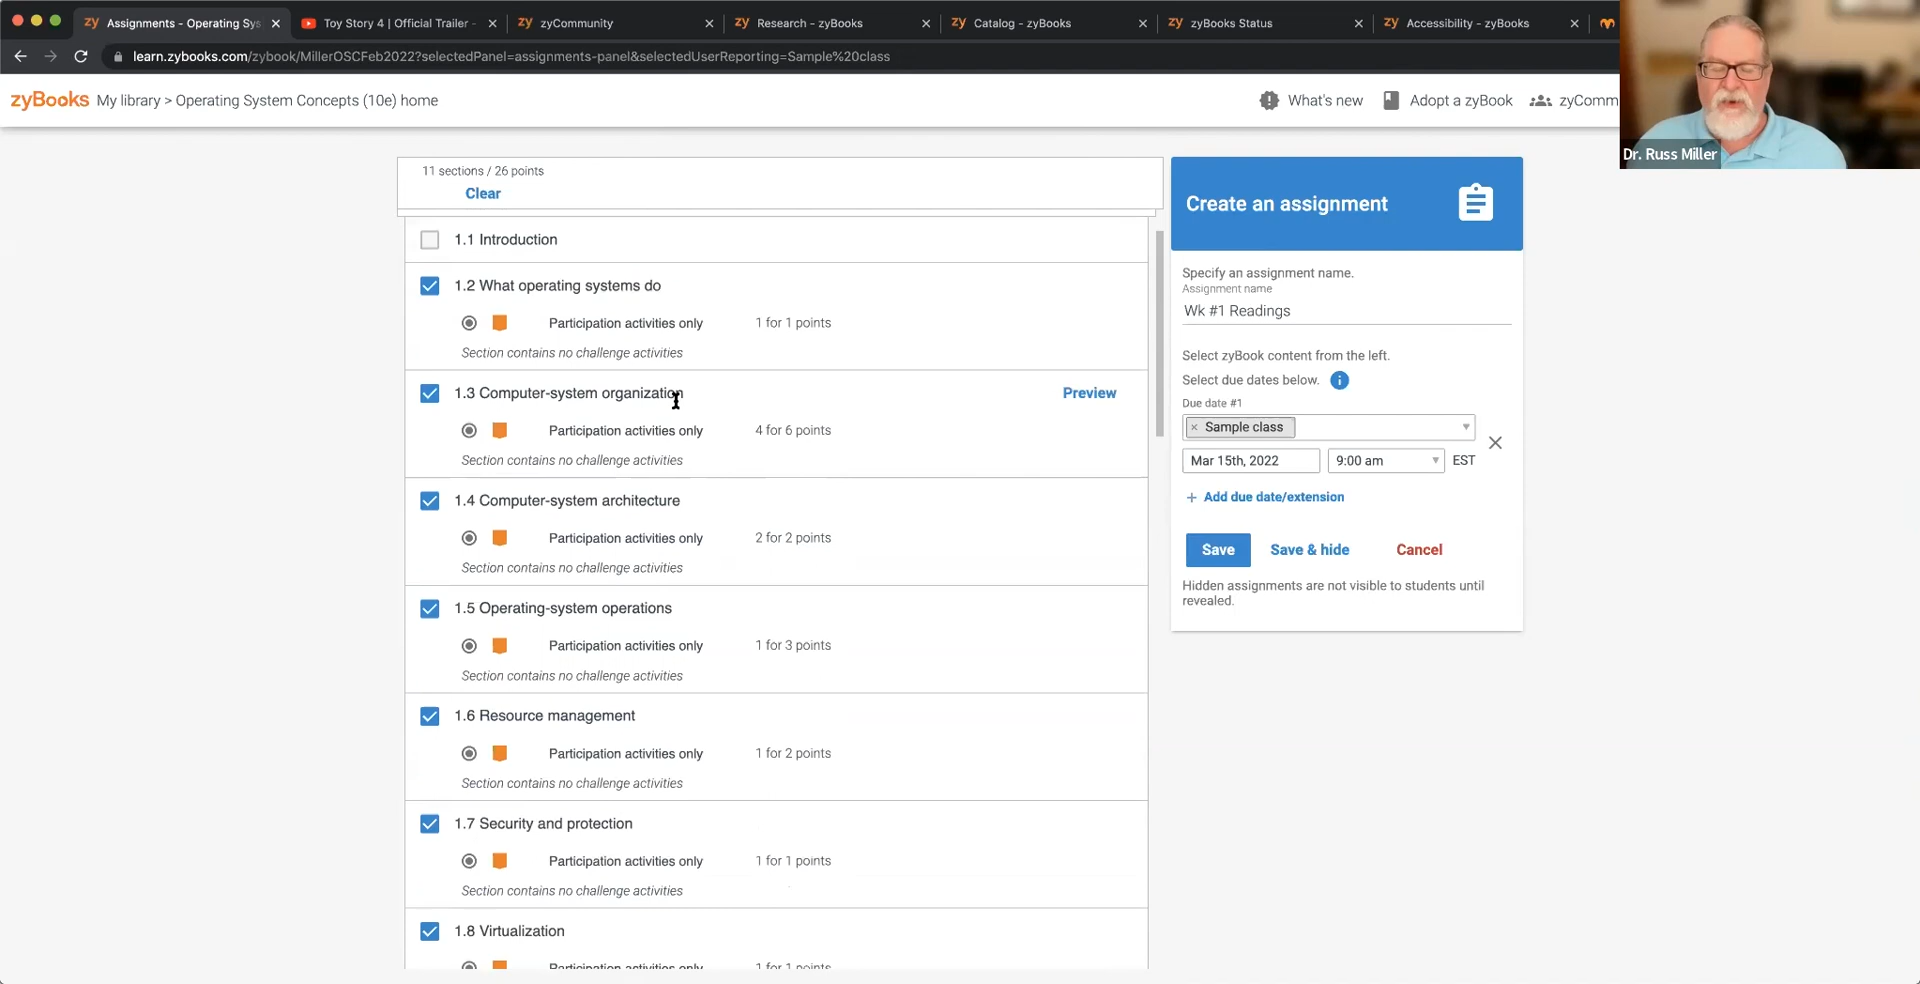 Assignments - Operating Sys
Toy Story 4 | Official Trailer -
zy zyCommunity
zy Research - zyBooks
zy Catalog - zyBooks
zy zyBooks Status
zy Accessibility - zyBooks
learn.zybooks.com/zybook/MillerOSCFeb2022?selectedPanel=assignments-panel&selectedUserReporting=Sample%20class
zyBooks My library > Operating System Concepts (10e) home
What's new
Adopt a zyBook
zyComm
Dr. Russ Miller
11 sections / 26 points
Clear
1.1 Introduction
1.2 What operating systems do
Participation activities only 1 for 1 points
Section contains no challenge activities
1.3 Computer-system organization Preview
Participation activities only 4 for 6 points
Section contains no challenge activities
1.4 Computer-system architecture
Participation activities only 2 for 2 points
Section contains no challenge activities
1.5 Operating-system operations
Participation activities only 1 for 3 points
Section contains no challenge activities
1.6 Resource management
Participation activities only 1 for 2 points
Section contains no challenge activities
1.7 Security and protection
Participation activities only 1 for 1 points
Section contains no challenge activities
1.8 Virtualization
Participation activities only 1 for 1 points
Create an assignment
Specify an assignment name.
Assignment name
Wk #1 Readings
Select zyBook content from the left.
Select due dates below. i
Due date #1
× Sample class
Mar 15th, 2022 9:00 am EST
+ Add due date/extension
Save Save & hide Cancel
Hidden assignments are not visible to students until
revealed.